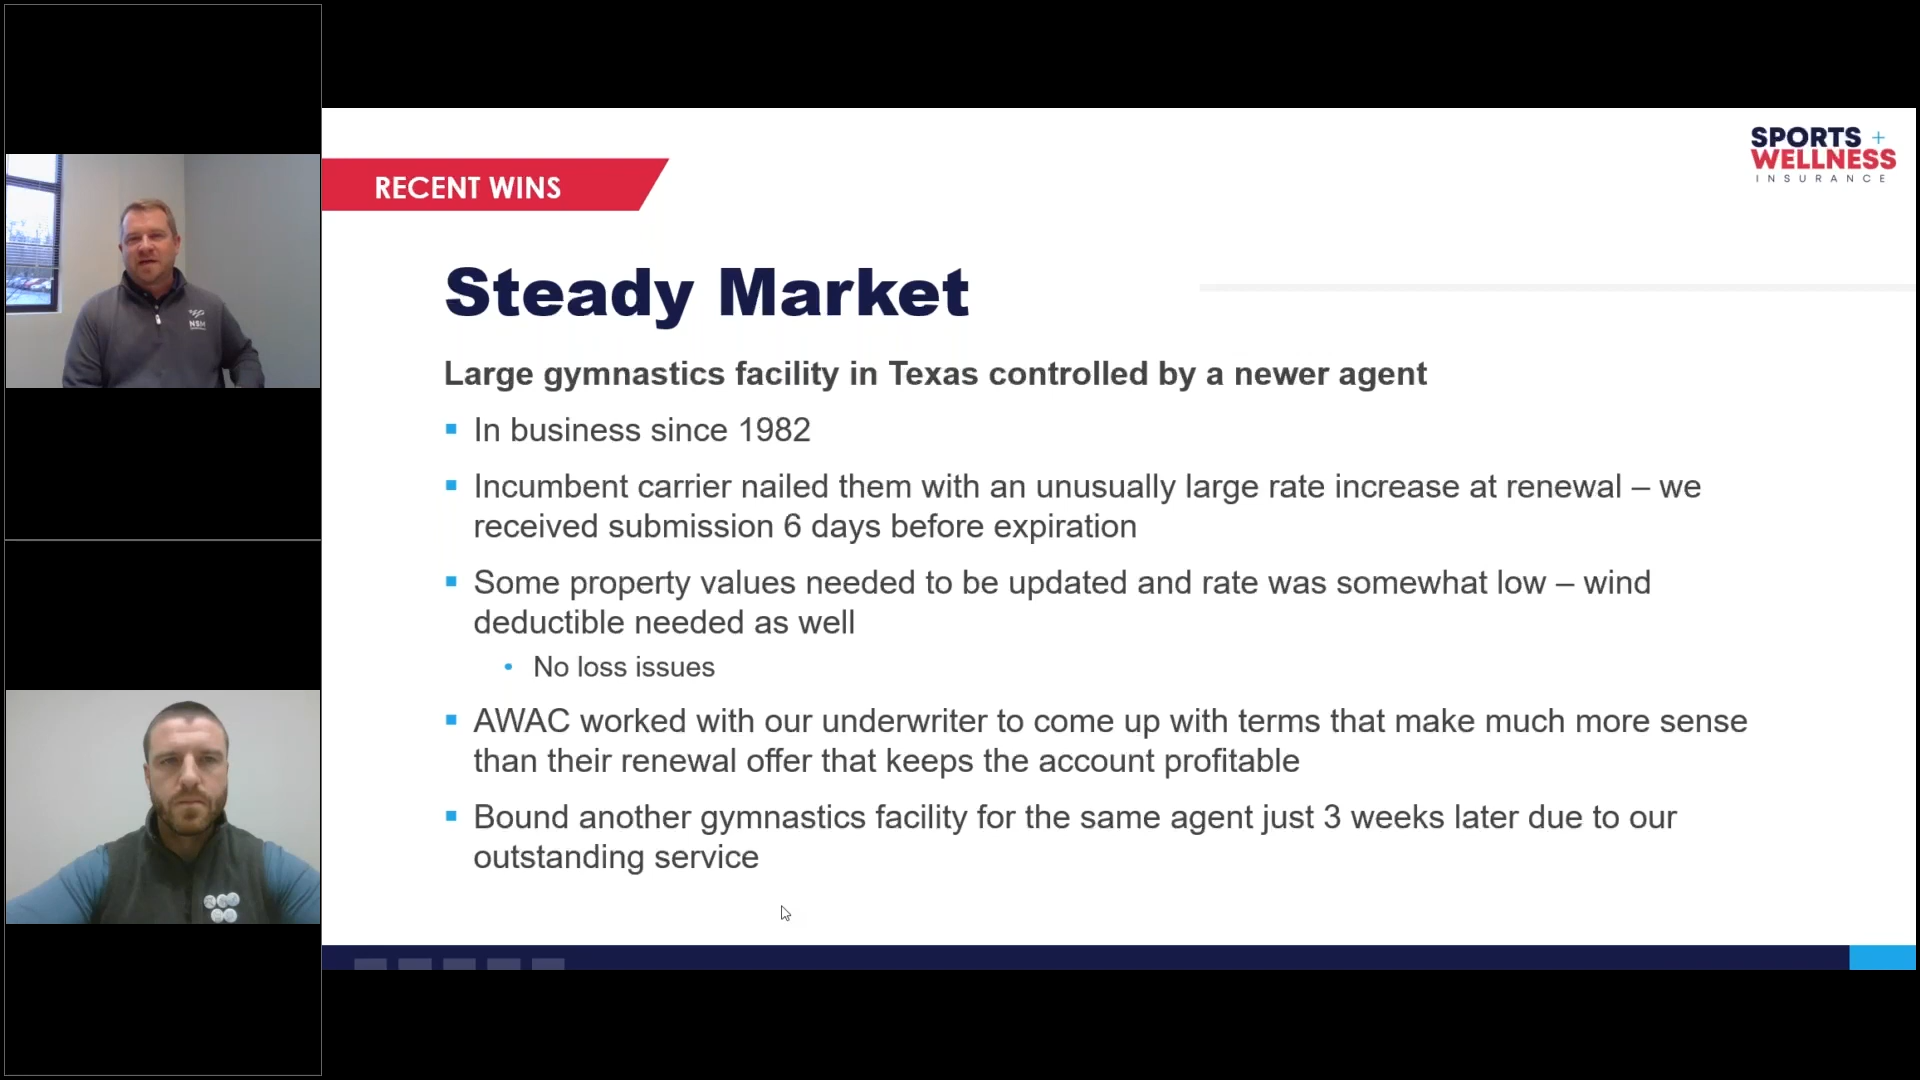 SPORTS +
WELLNESS
INSURANCE
RECENT WINS
Steady Market
Large gymnastics facility in Texas controlled by a newer agent
In business since 1982
Incumbent carrier nailed them with an unusually large rate increase at renewal – we
received submission 6 days before expiration
Some property values needed to be updated and rate was somewhat low – wind
deductible needed as well
No loss issues
AWAC worked with our underwriter to come up with terms that make much more sense
than their renewal offer that keeps the account profitable
Bound another gymnastics facility for the same agent just 3 weeks later due to our
outstanding service
NSM